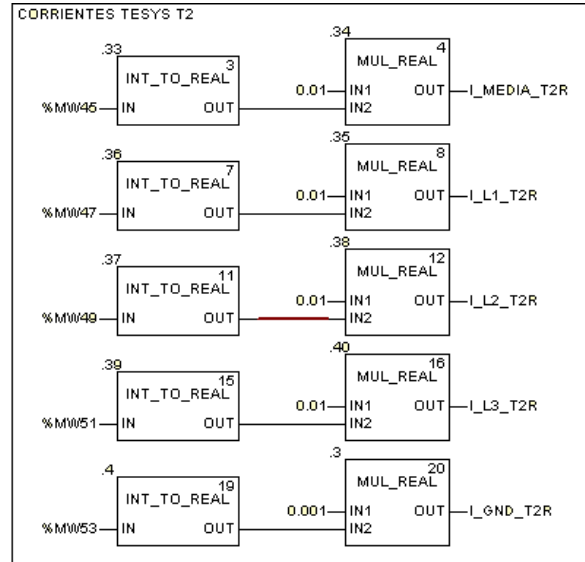 CORRIENTES TESYS T2
.33 .34
3 4
INT_TO_REAL MUL_REAL
0.01 IN1 OUT I_MEDIA_T2R
%MW45 IN OUT IN2
.36 .35
7 8
INT_TO_REAL MUL_REAL
0.01 IN1 OUT I_L1_T2R
%MW47 IN OUT IN2
.37 .38
11 12
INT_TO_REAL MUL_REAL
0.01 IN1 OUT I_L2_T2R
%MW49 IN OUT IN2
.39 .40
15 16
INT_TO_REAL MUL_REAL
0.01 IN1 OUT I_L3_T2R
%MW51 IN OUT IN2
.4 .3
19 20
INT_TO_REAL MUL_REAL
0.001 IN1 OUT I_GND_T2R
%MW53 IN OUT IN2